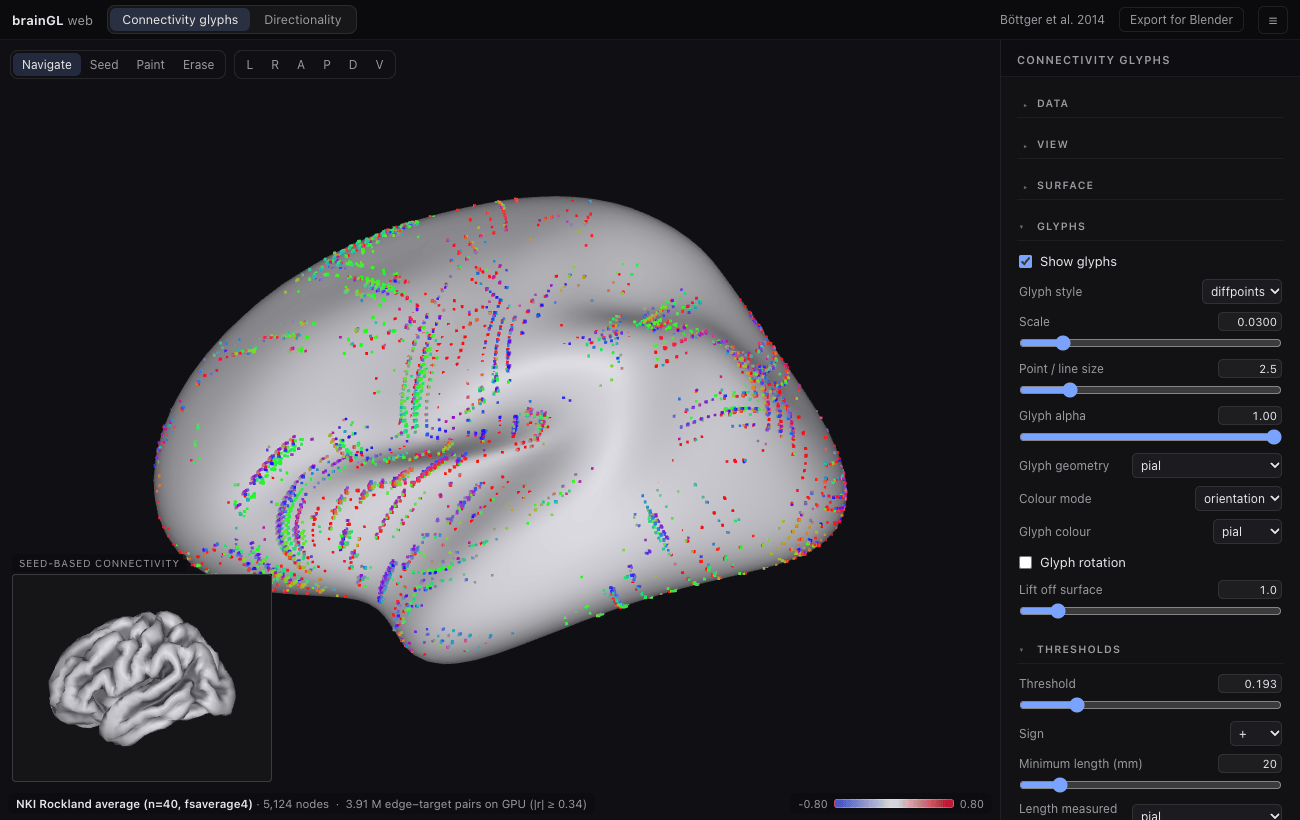 brainGL web Connectivity glyphs Directionality Böttger et al. 2014 Export for Blender ≡
Navigate Seed Paint Erase L R A P D V
CONNECTIVITY GLYPHS
DATA
VIEW
SURFACE
GLYPHS
Show glyphs
Glyph style diffpoints
Scale 0.0300
Point / line size 2.5
Glyph alpha 1.00
Glyph geometry pial
Colour mode orientation
Glyph colour pial
Glyph rotation
Lift off surface 1.0
THRESHOLDS
Threshold 0.193
Sign +
Minimum length (mm) 20
Length measured pial
SEED-BASED CONNECTIVITY
NKI Rockland average (n=40, fsaverage4) · 5,124 nodes · 3.91 M edge–target pairs on GPU (|r| ≥ 0.34)
-0.80 0.80